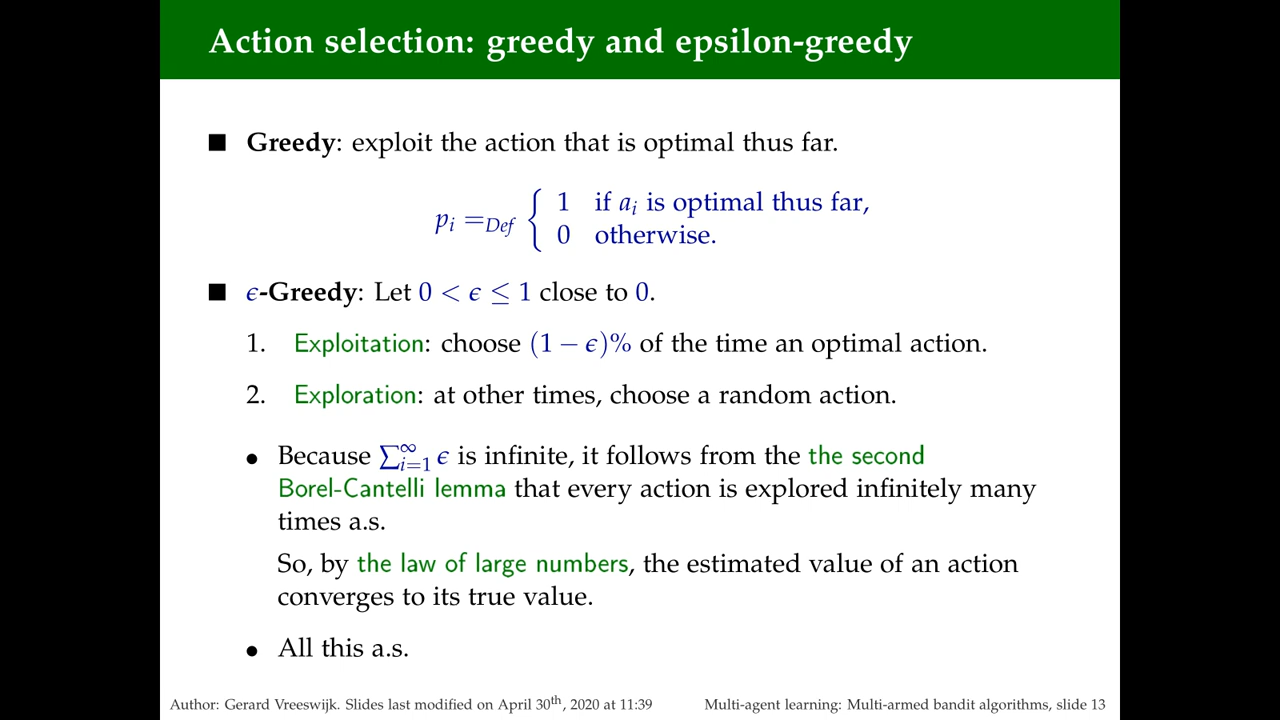 Action selection: greedy and epsilon-greedy
■ Greedy: exploit the action that is optimal thus far.
p_i =_Def { 1 if a_i is optimal thus far,
0 otherwise.
■ ϵ-Greedy: Let 0 < ϵ ≤ 1 close to 0.
1. Exploitation: choose (1 − ϵ)% of the time an optimal action.
2. Exploration: at other times, choose a random action.
• Because ∑_{i=1}^∞ ϵ is infinite, it follows from the the second
Borel-Cantelli lemma that every action is explored infinitely many
times a.s.
So, by the law of large numbers, the estimated value of an action
converges to its true value.
• All this a.s.
Author: Gerard Vreeswijk. Slides last modified on April 30th, 2020 at 11:39
Multi-agent learning: Multi-armed bandit algorithms, slide 13